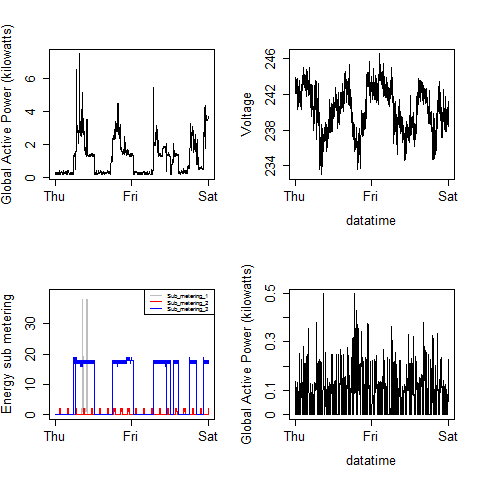 Global Active Power (kilowatts)
6
4
2
0
Thu
Fri
Sat
Voltage
246
242
238
234
Thu
Fri
Sat
datatime
Energy sub metering
30
20
10
0
Sub_metering_1
Sub_metering_2
Sub_metering_3
Thu
Fri
Sat
Global Active Power (kilowatts)
0.5
0.3
0.1
0
Thu
Fri
Sat
datatime